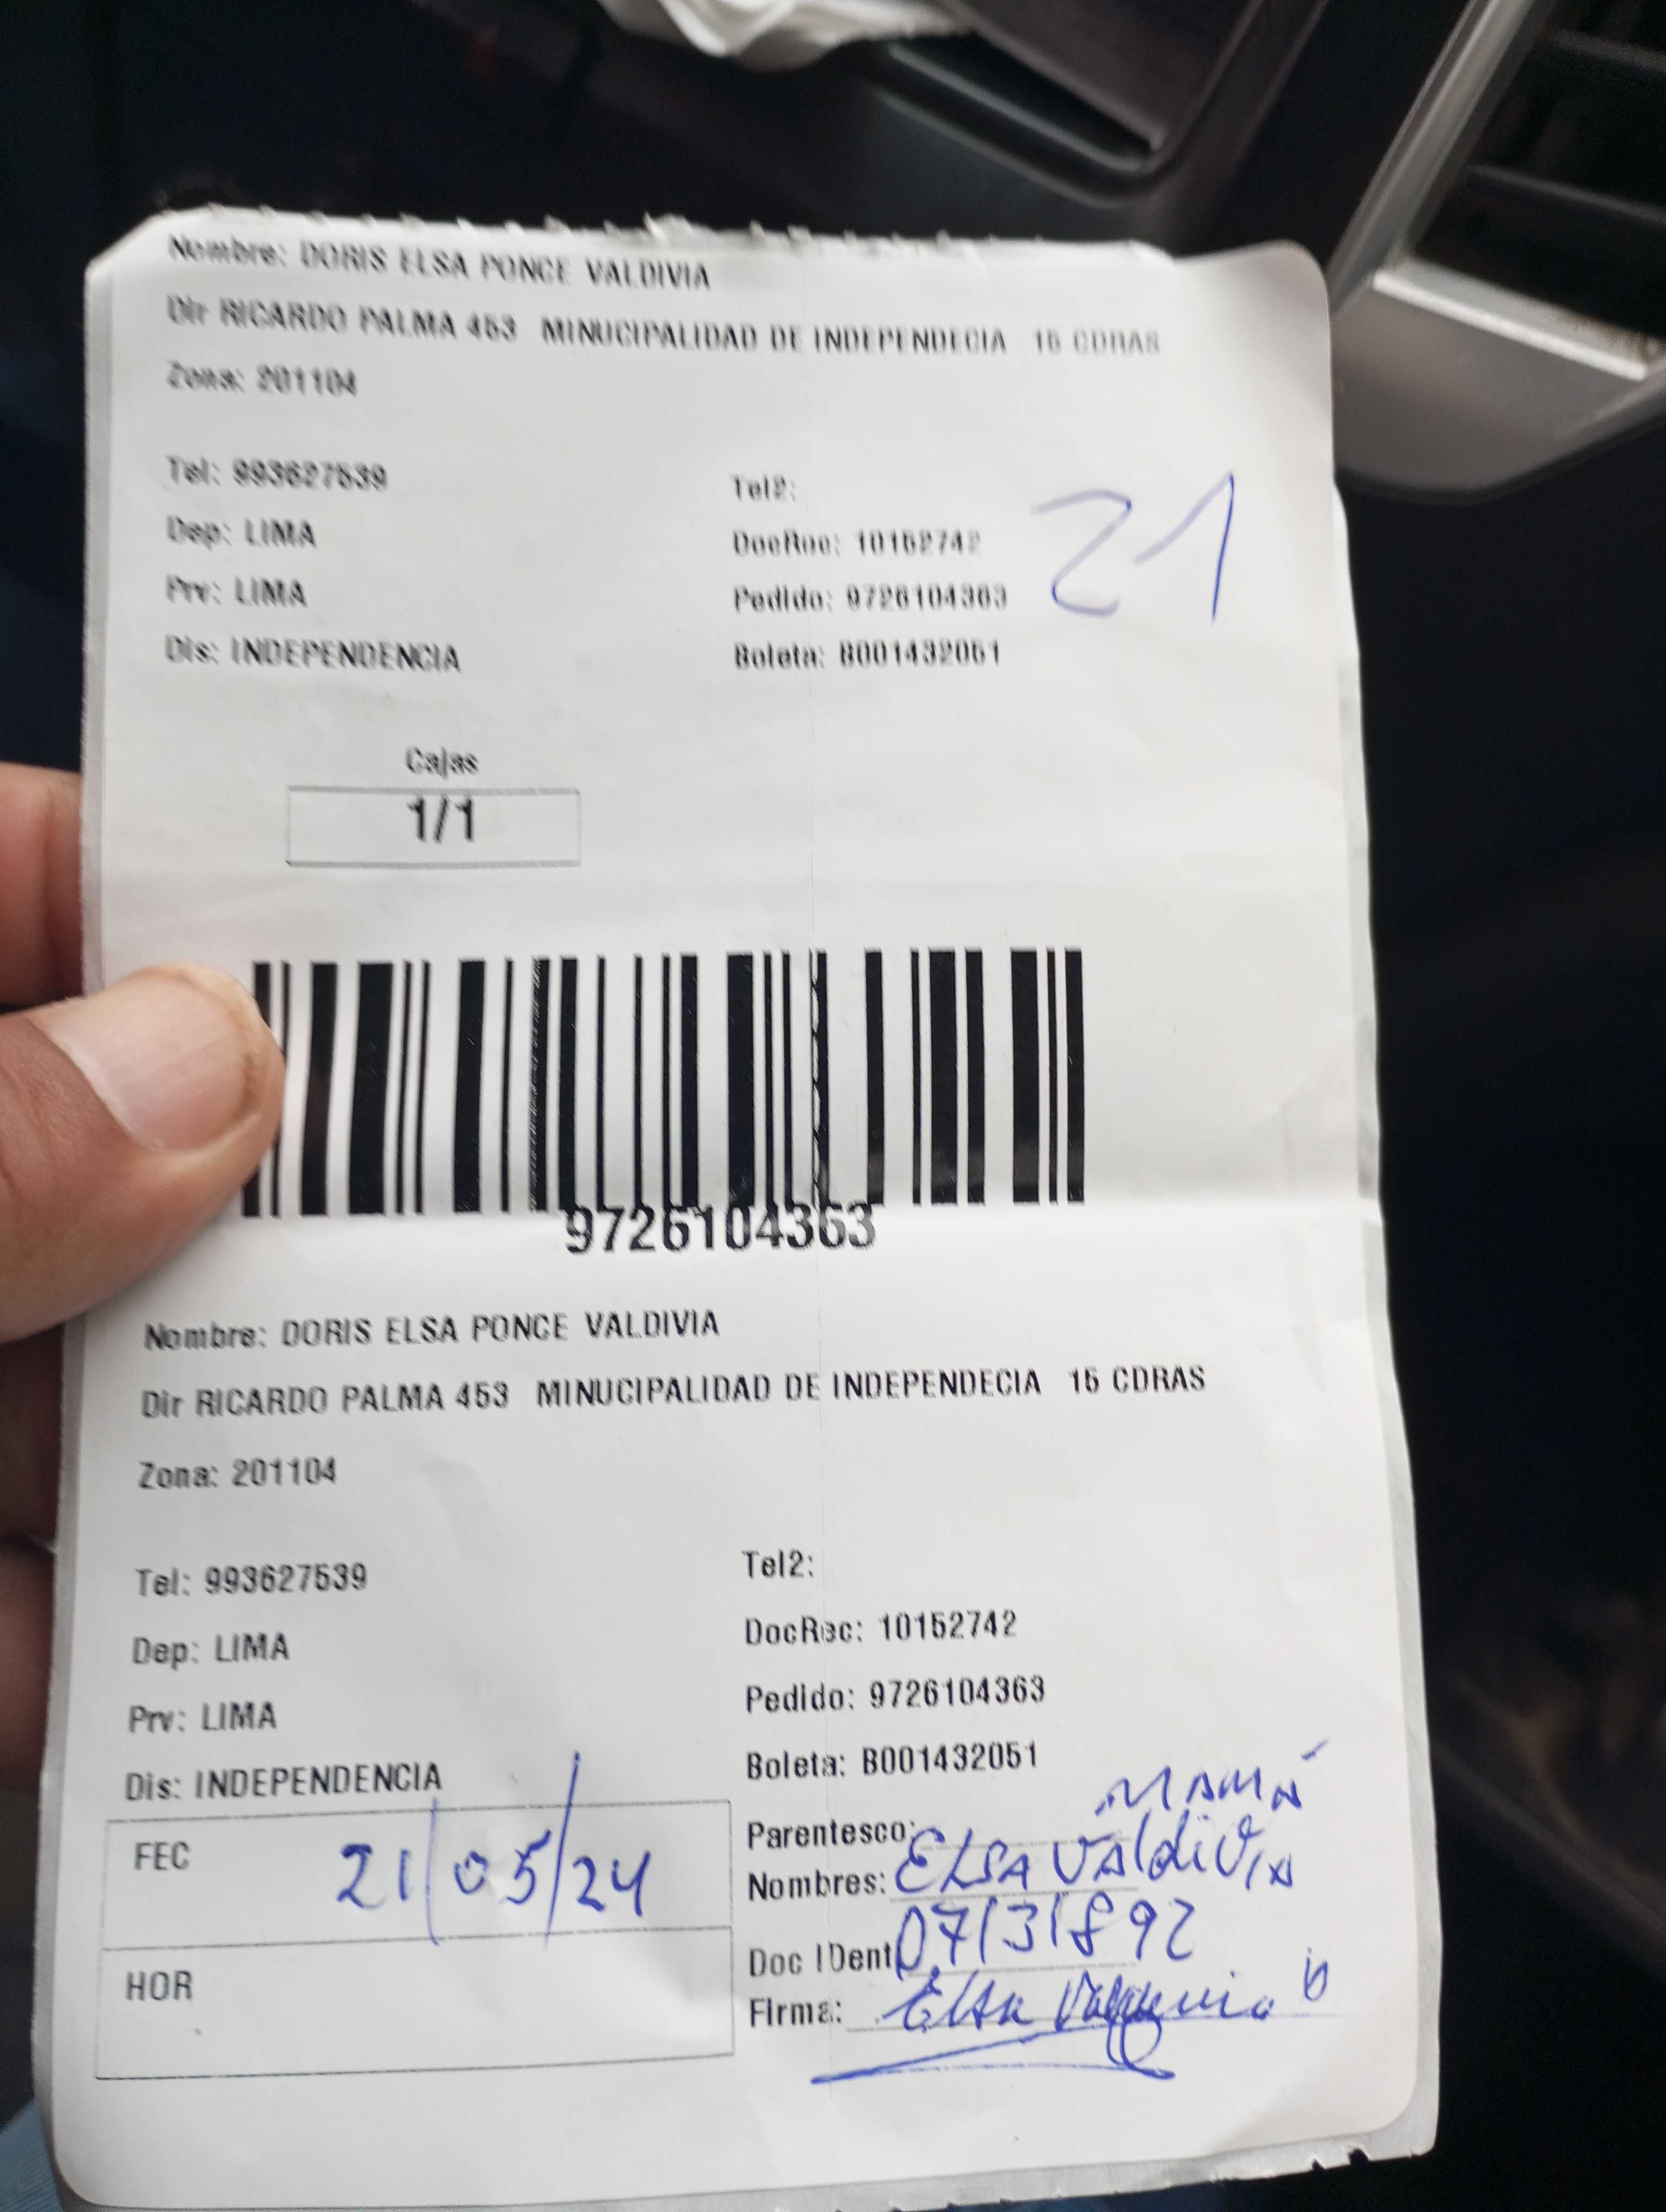 Nombre: DORIS ELSA PONCE VALDIVIA
Dir RICARDO PALMA 453 MINUCIPALIDAD DE INDEPENDECIA 15 CDRAS
Zona: 201104
Tel: 993627539 Tel2:
Dep: LIMA DocRec: 10152742
Prv: LIMA Pedido: 9726104363
Dis: INDEPENDENCIA Boleta: B001432051
21
Cajas
1/1
9726104363
Nombre: DORIS ELSA PONCE VALDIVIA
Dir RICARDO PALMA 453 MINUCIPALIDAD DE INDEPENDECIA 15 CDRAS
Zona: 201104
Tel: 993627539 Tel2:
Dep: LIMA DocRec: 10152742
Prv: LIMA Pedido: 9726104363
Dis: INDEPENDENCIA Boleta: B001432051
Parentesco: MAMÁ
FEC 21/05/24 Nombres: ELSA VAldiViA
Doc IDent 07131892
HOR Firma: Elsa